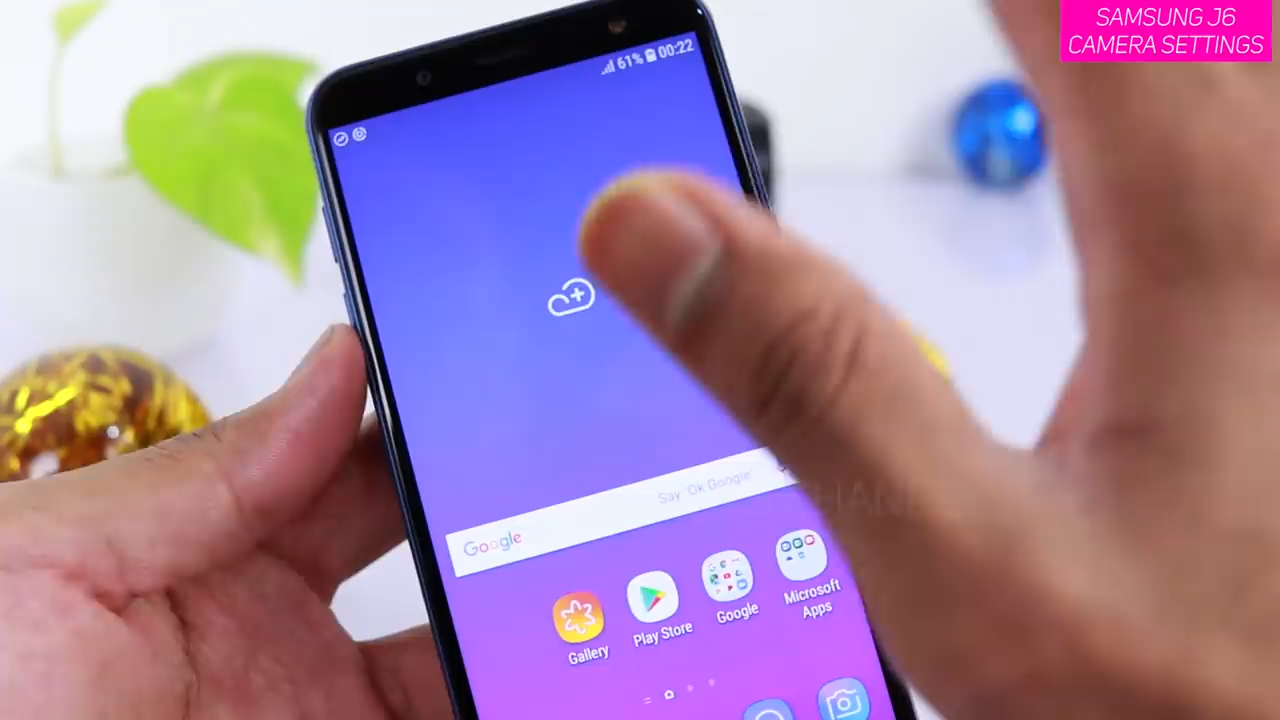 SAMSUNG J6
CAMERA SETTINGS
61% 00:22
Google
Say 'Ok Google'
Gallery
Play Store
Google
Microsoft
Apps